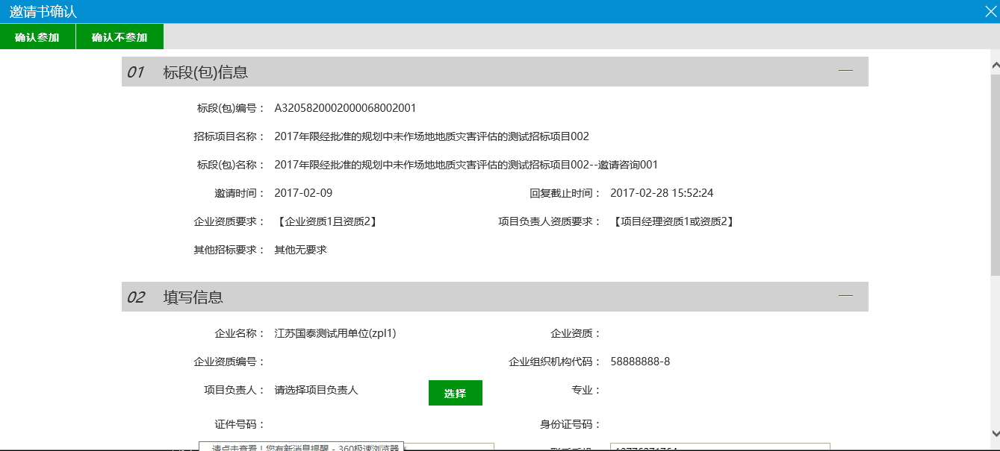 邀请书确认
确认参加 确认不参加
01 标段(包)信息
标段(包)编号： A3205820002000068002001
招标项目名称： 2017年限经批准的规划中未作场地地质灾害评估的测试招标项目002
标段(包)名称： 2017年限经批准的规划中未作场地地质灾害评估的测试招标项目002--邀请咨询001
邀请时间： 2017-02-09 回复截止时间： 2017-02-28 15:52:24
企业资质要求： 【企业资质1且资质2】 项目负责人资质要求： 【项目经理资质1或资质2】
其他招标要求： 其他无要求
02 填写信息
企业名称： 江苏国泰测试用单位(zpl1) 企业资质：
企业资质编号： 企业组织机构代码： 58888888-8
项目负责人： 请选择项目负责人 选择 专业：
证件号码： 身份证号码：
请点击查看！您有新消息提醒 - 360极速浏览器